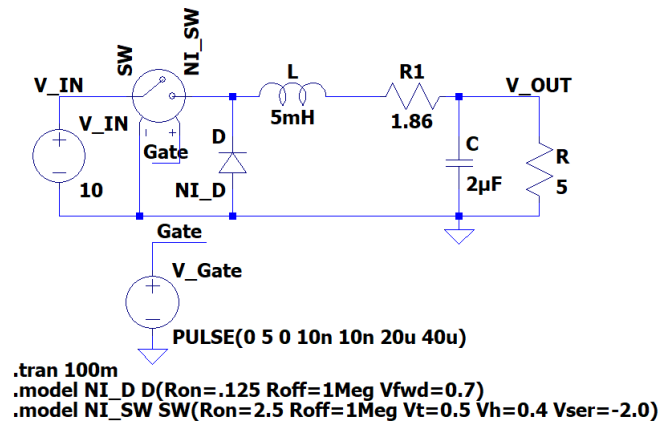 SW
NI_SW
V_IN
L
R1
V_OUT
V_IN
5mH
1.86
- +
Gate
D
C
R
10
NI_D
2µF
5
Gate
V_Gate
PULSE(0 5 0 10n 10n 20u 40u)
.tran 100m
.model NI_D D(Ron=.125 Roff=1Meg Vfwd=0.7)
.model NI_SW SW(Ron=2.5 Roff=1Meg Vt=0.5 Vh=0.4 Vser=-2.0)